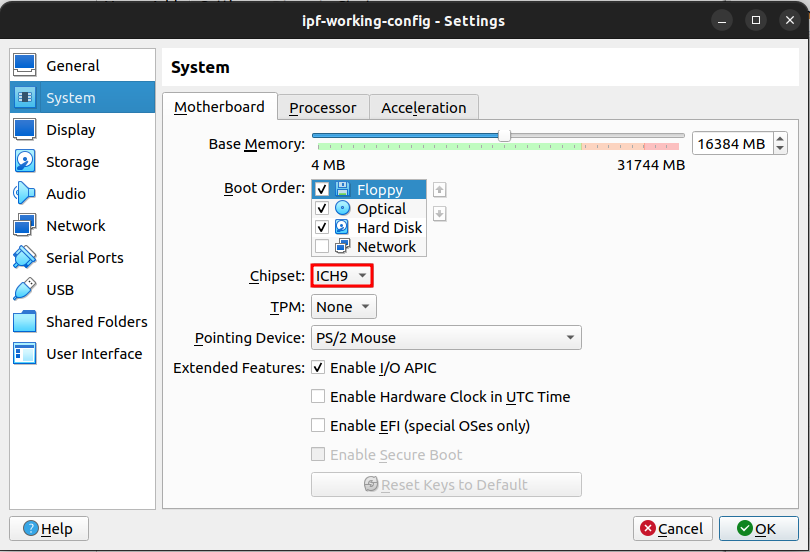 ipf-working-config - Settings
General
System
Display
Storage
Audio
Network
Serial Ports
USB
Shared Folders
User Interface
System
Motherboard Processor Acceleration
Base Memory: 16384 MB
4 MB 31744 MB
Boot Order: Floppy
Optical
Hard Disk
Network
Chipset: ICH9
TPM: None
Pointing Device: PS/2 Mouse
Extended Features: Enable I/O APIC
Enable Hardware Clock in UTC Time
Enable EFI (special OSes only)
Enable Secure Boot
Reset Keys to Default
Help Cancel OK